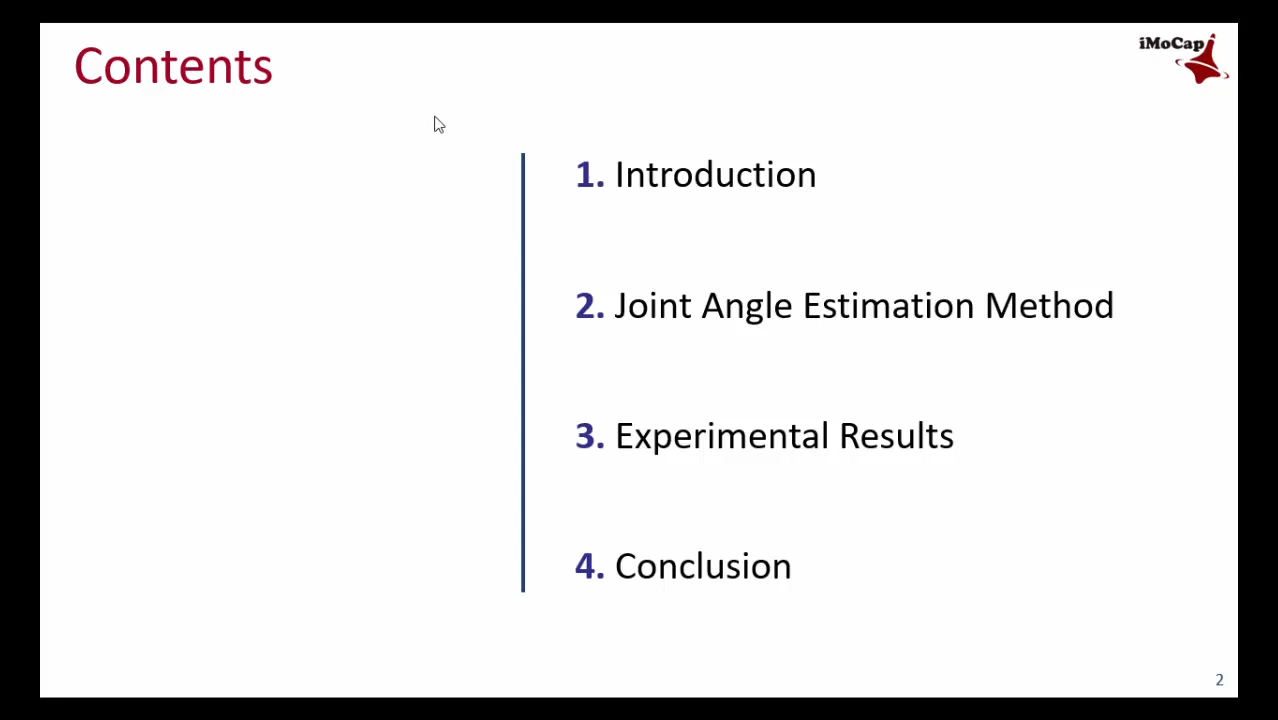 Contents
iMoCap
1. Introduction
2. Joint Angle Estimation Method
3. Experimental Results
4. Conclusion
2